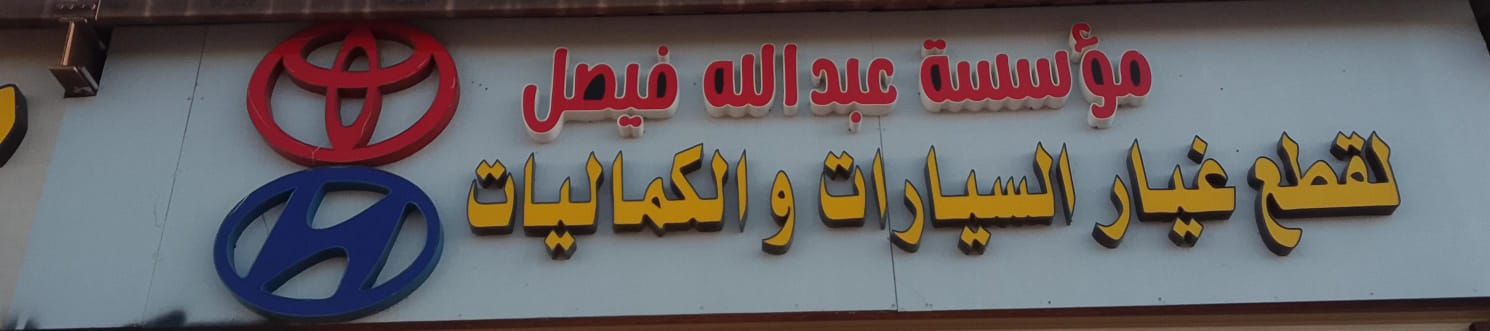 مؤسسة عبدالله فيصل
لقطع غيار السيارات و الكماليات